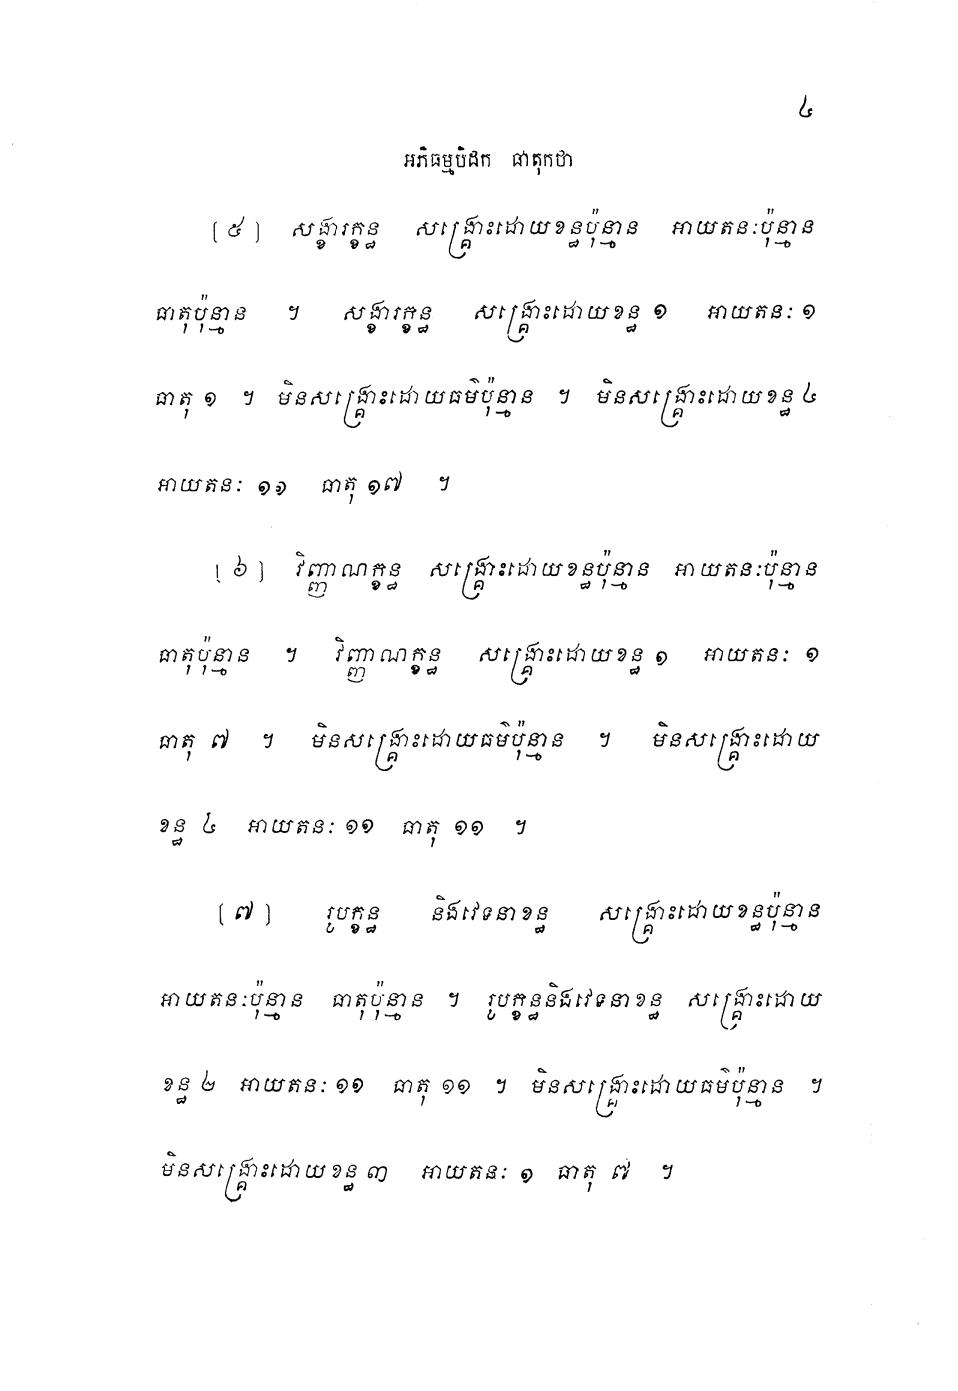 ៤
អភិធម្មបិដក ធាតុកថា
(៥) សង្ខារក្ខន្ធ សង្គ្រោះដោយខន្ធប៉ុន្មាន អាយតនៈប៉ុន្មាន
ធាតុប៉ុន្មាន ។ សង្ខារក្ខន្ធ សង្គ្រោះដោយខន្ធ ១ អាយតនៈ ១
ធាតុ ១ ។ មិនសង្គ្រោះដោយធម៌ប៉ុន្មាន ។ មិនសង្គ្រោះដោយខន្ធ ៤
អាយតនៈ ១១ ធាតុ ១៧ ។
(៦) វិញ្ញាណក្ខន្ធ សង្គ្រោះដោយខន្ធប៉ុន្មាន អាយតនៈប៉ុន្មាន
ធាតុប៉ុន្មាន ។ វិញ្ញាណក្ខន្ធ សង្គ្រោះដោយខន្ធ ១ អាយតនៈ ១
ធាតុ ៧ ។ មិនសង្គ្រោះដោយធម៌ប៉ុន្មាន ។ មិនសង្គ្រោះដោយ
ខន្ធ ៤ អាយតនៈ ១១ ធាតុ ១១ ។
(៧) រូបក្ខន្ធ និងវេទនាខន្ធ សង្គ្រោះដោយខន្ធប៉ុន្មាន
អាយតនៈប៉ុន្មាន ធាតុប៉ុន្មាន ។ រូបក្ខន្ធនិងវេទនាខន្ធ សង្គ្រោះដោយ
ខន្ធ ២ អាយតនៈ ១១ ធាតុ ១១ ។ មិនសង្គ្រោះដោយធម៌ប៉ុន្មាន ។
មិនសង្គ្រោះដោយខន្ធ ៣ អាយតនៈ ១ ធាតុ ៧ ។